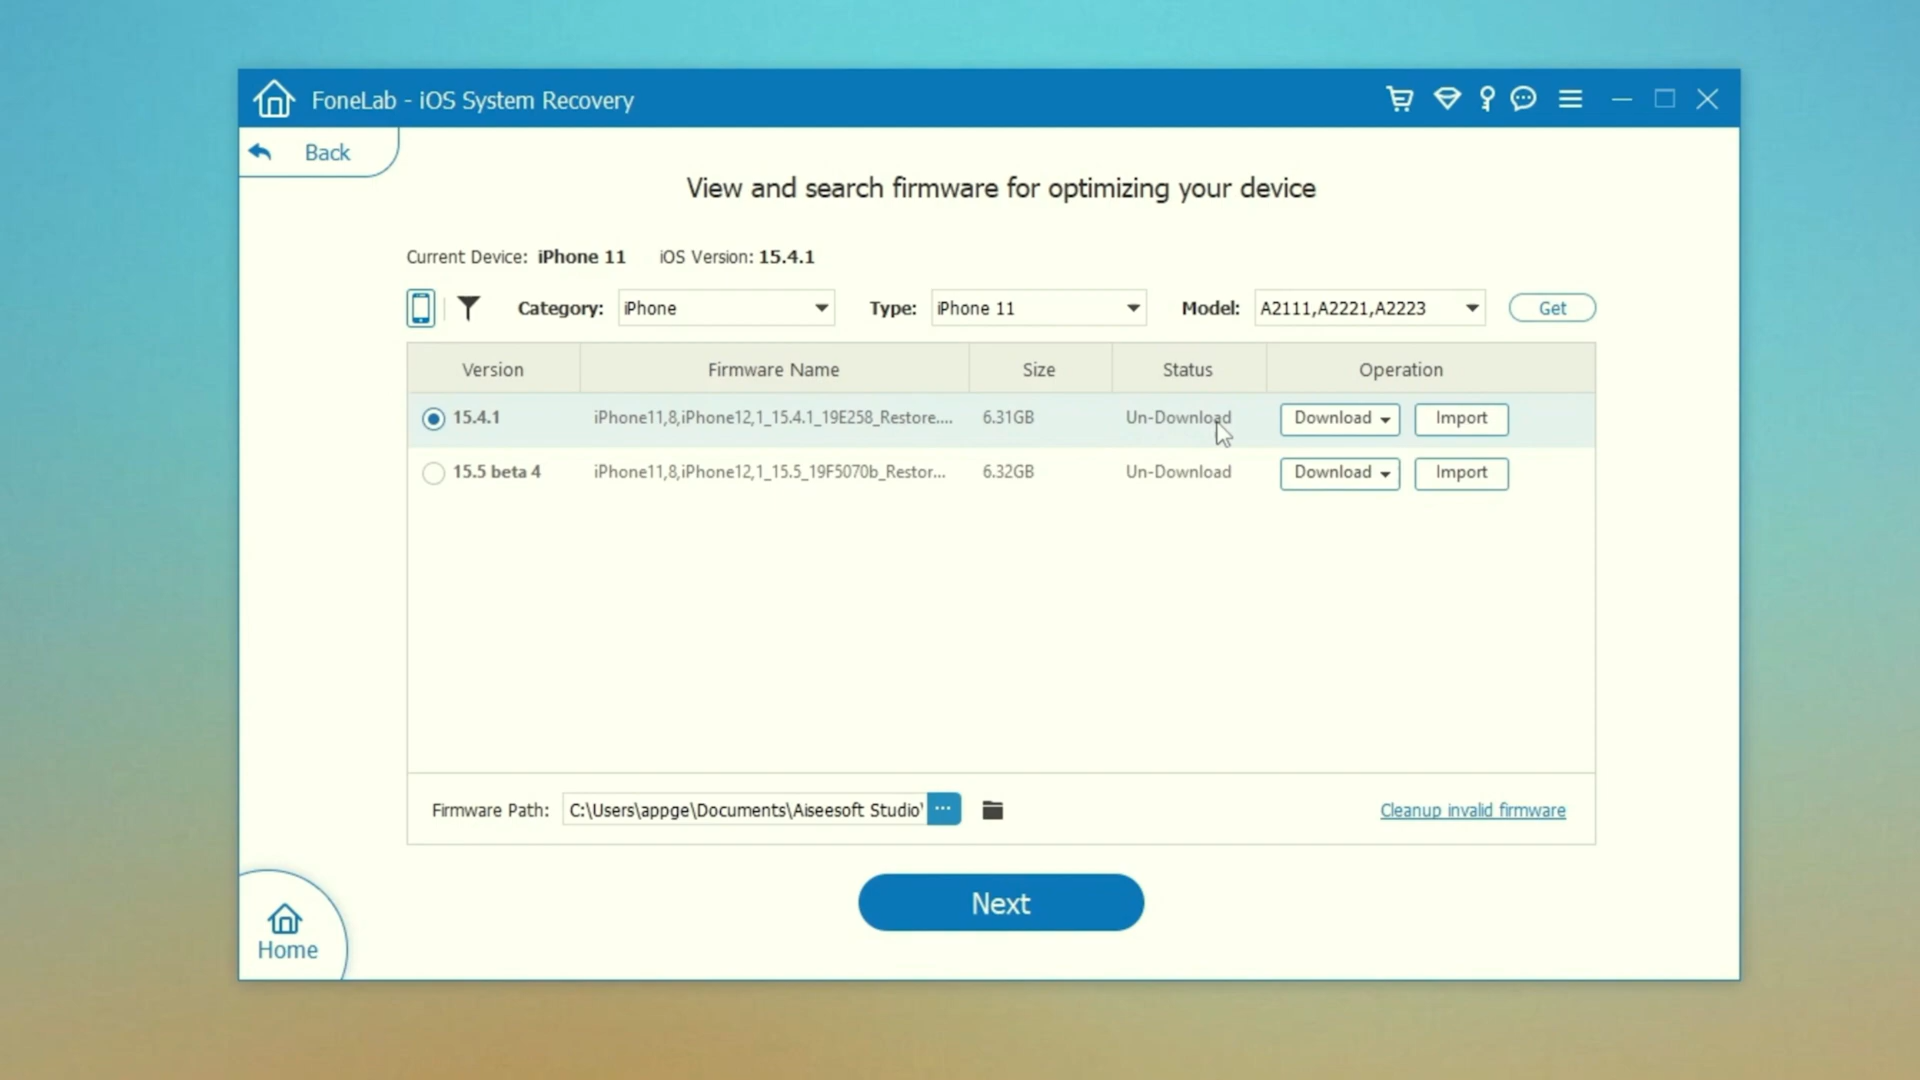 FoneLab - iOS System Recovery
Back
View and search firmware for optimizing your device
Current Device: iPhone 11 iOS Version: 15.4.1
Category: iPhone Type: iPhone 11 Model: A2111,A2221,A2223 Get
Version Firmware Name Size Status Operation
15.4.1 iPhone11,8,iPhone12,1_15.4.1_19E258_Restore.... 6.31GB Un-Download Download Import
15.5 beta 4 iPhone11,8,iPhone12,1_15.5_19F5070b_Restor... 6.32GB Un-Download Download Import
Firmware Path: C:\Users\appge\Documents\Aiseesoft Studio\ ... Cleanup invalid firmware
Next
Home